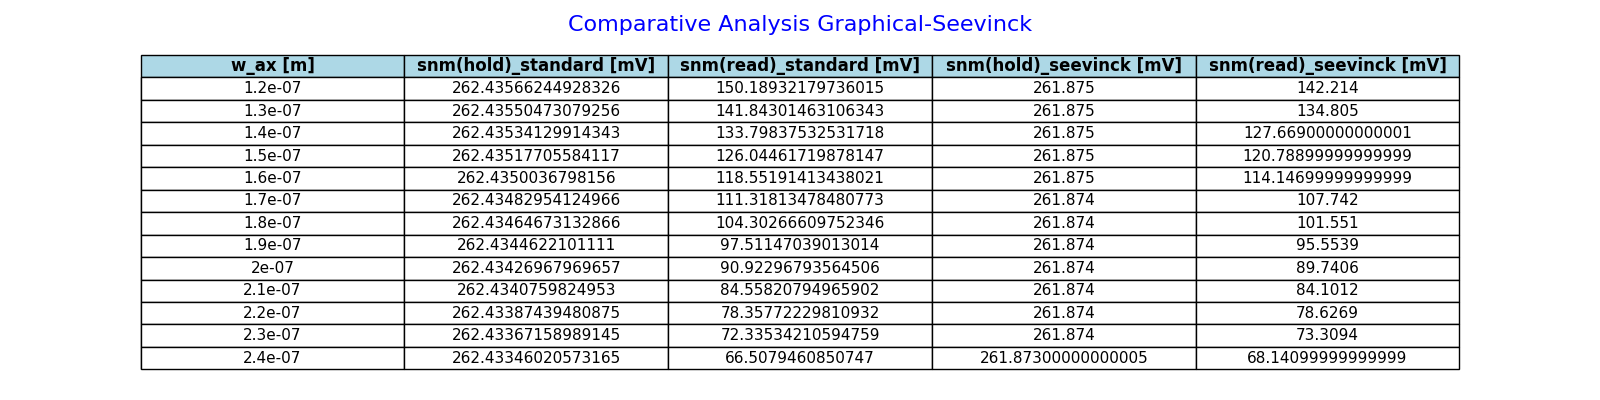 Comparative Analysis Graphical-Seevinck
w_ax [m] snm(hold)_standard [mV] snm(read)_standard [mV] snm(hold)_seevinck [mV] snm(read)_seevinck [mV]
1.2e-07 262.43566244928326 150.18932179736015 261.875 142.214
1.3e-07 262.43550473079256 141.84301463106343 261.875 134.805
1.4e-07 262.43534129914343 133.79837532531718 261.875 127.66900000000001
1.5e-07 262.43517705584117 126.04461719878147 261.875 120.78899999999999
1.6e-07 262.4350036798156 118.55191413438021 261.875 114.14699999999999
1.7e-07 262.43482954124966 111.31813478480773 261.874 107.742
1.8e-07 262.43464673132866 104.30266609752346 261.874 101.551
1.9e-07 262.4344622101111 97.51147039013014 261.874 95.5539
2e-07 262.43426967969657 90.92296793564506 261.874 89.7406
2.1e-07 262.4340759824953 84.55820794965902 261.874 84.1012
2.2e-07 262.43387439480875 78.35772229810932 261.874 78.6269
2.3e-07 262.43367158989145 72.33534210594759 261.874 73.3094
2.4e-07 262.43346020573165 66.5079460850747 261.87300000000005 68.14099999999999